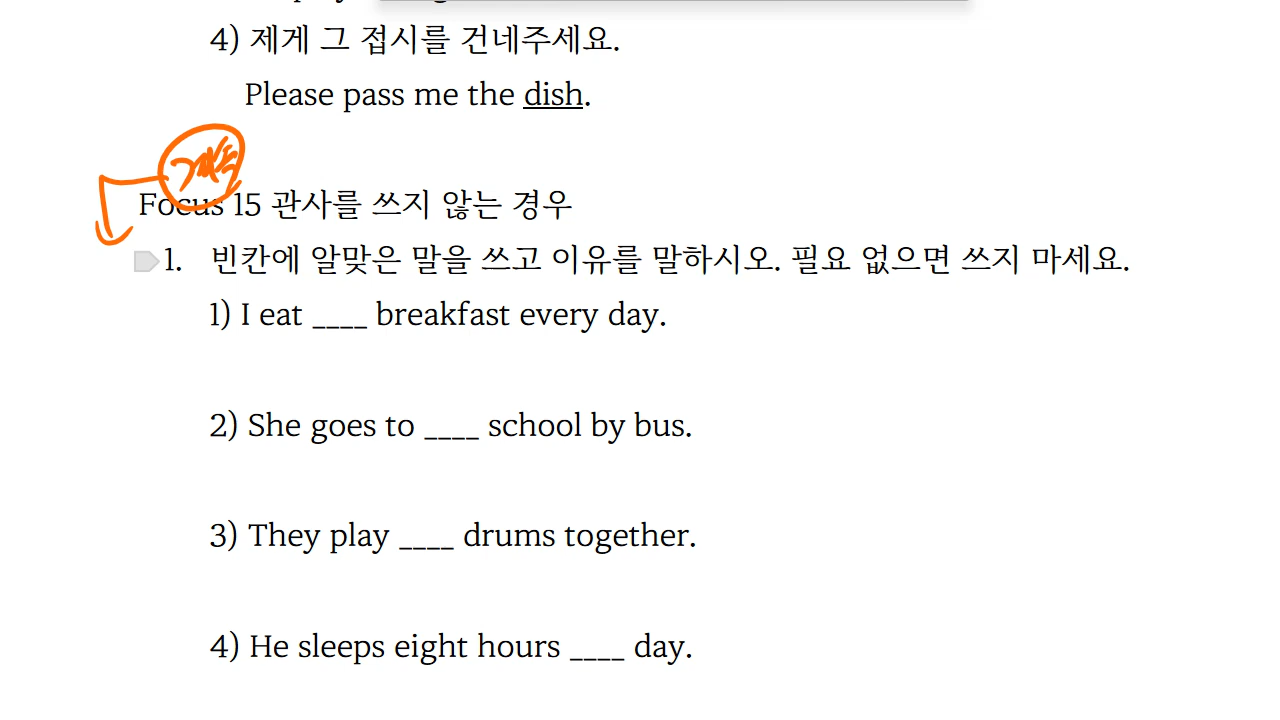 4) 제게 그 접시를 건네주세요.
Please pass me the dish.
Focus 15 관사를 쓰지 않는 경우
1. 빈칸에 알맞은 말을 쓰고 이유를 말하시오. 필요 없으면 쓰지 마세요.
1) I eat ____ breakfast every day.
2) She goes to ____ school by bus.
3) They play ____ drums together.
4) He sleeps eight hours ____ day.